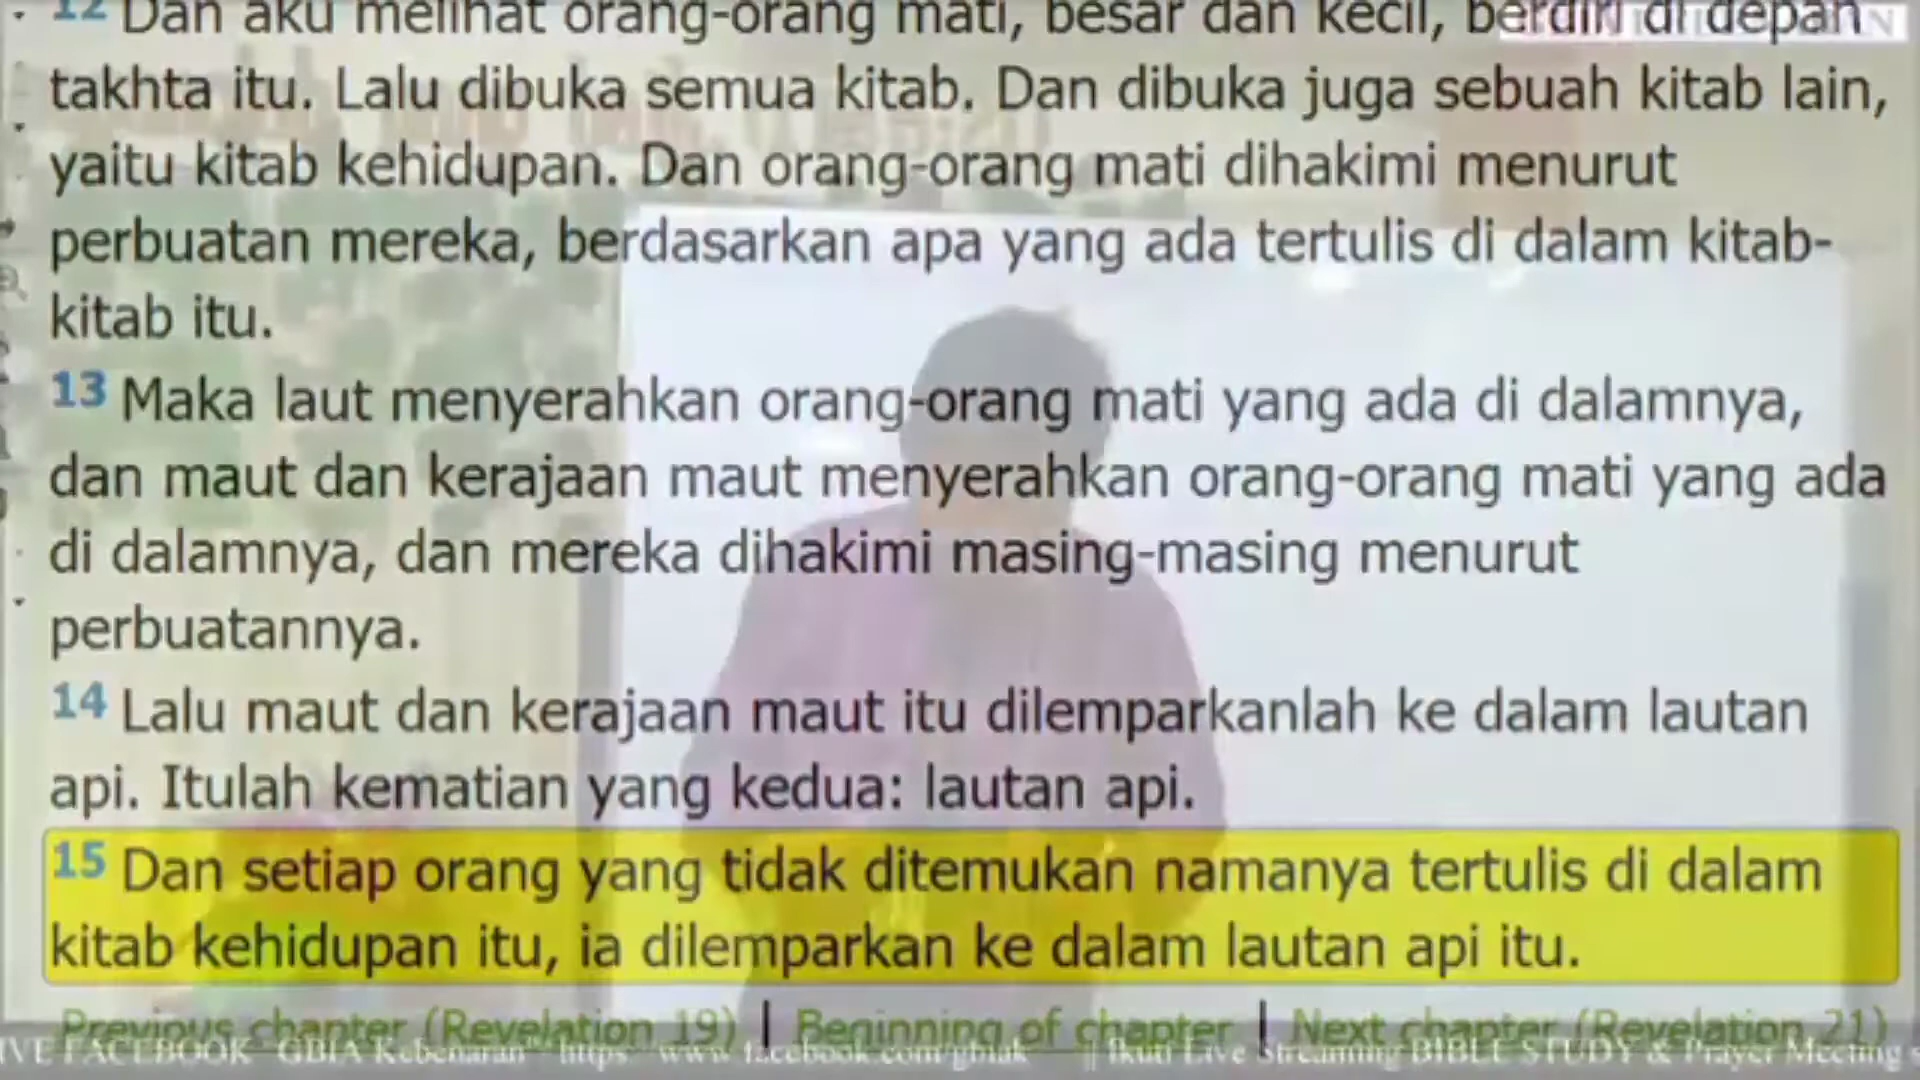 12 Dan aku melihat orang-orang mati, besar dan kecil, berdiri di depan
takhta itu. Lalu dibuka semua kitab. Dan dibuka juga sebuah kitab lain,
yaitu kitab kehidupan. Dan orang-orang mati dihakimi menurut
perbuatan mereka, berdasarkan apa yang ada tertulis di dalam kitab-
kitab itu.
13 Maka laut menyerahkan orang-orang mati yang ada di dalamnya,
dan maut dan kerajaan maut menyerahkan orang-orang mati yang ada
di dalamnya, dan mereka dihakimi masing-masing menurut
perbuatannya.
14 Lalu maut dan kerajaan maut itu dilemparkanlah ke dalam lautan
api. Itulah kematian yang kedua: lautan api.
15 Dan setiap orang yang tidak ditemukan namanya tertulis di dalam
kitab kehidupan itu, ia dilemparkan ke dalam lautan api itu.
Previous chapter (Revelation 19) | Beginning of chapter | Next chapter (Revelation 21)
IVE FACEBOOK "GBIA Kebenaran" https www facebook.com/gbiak || Ikuti Live Streaming BIBLE STUDY & Prayer Meeting s